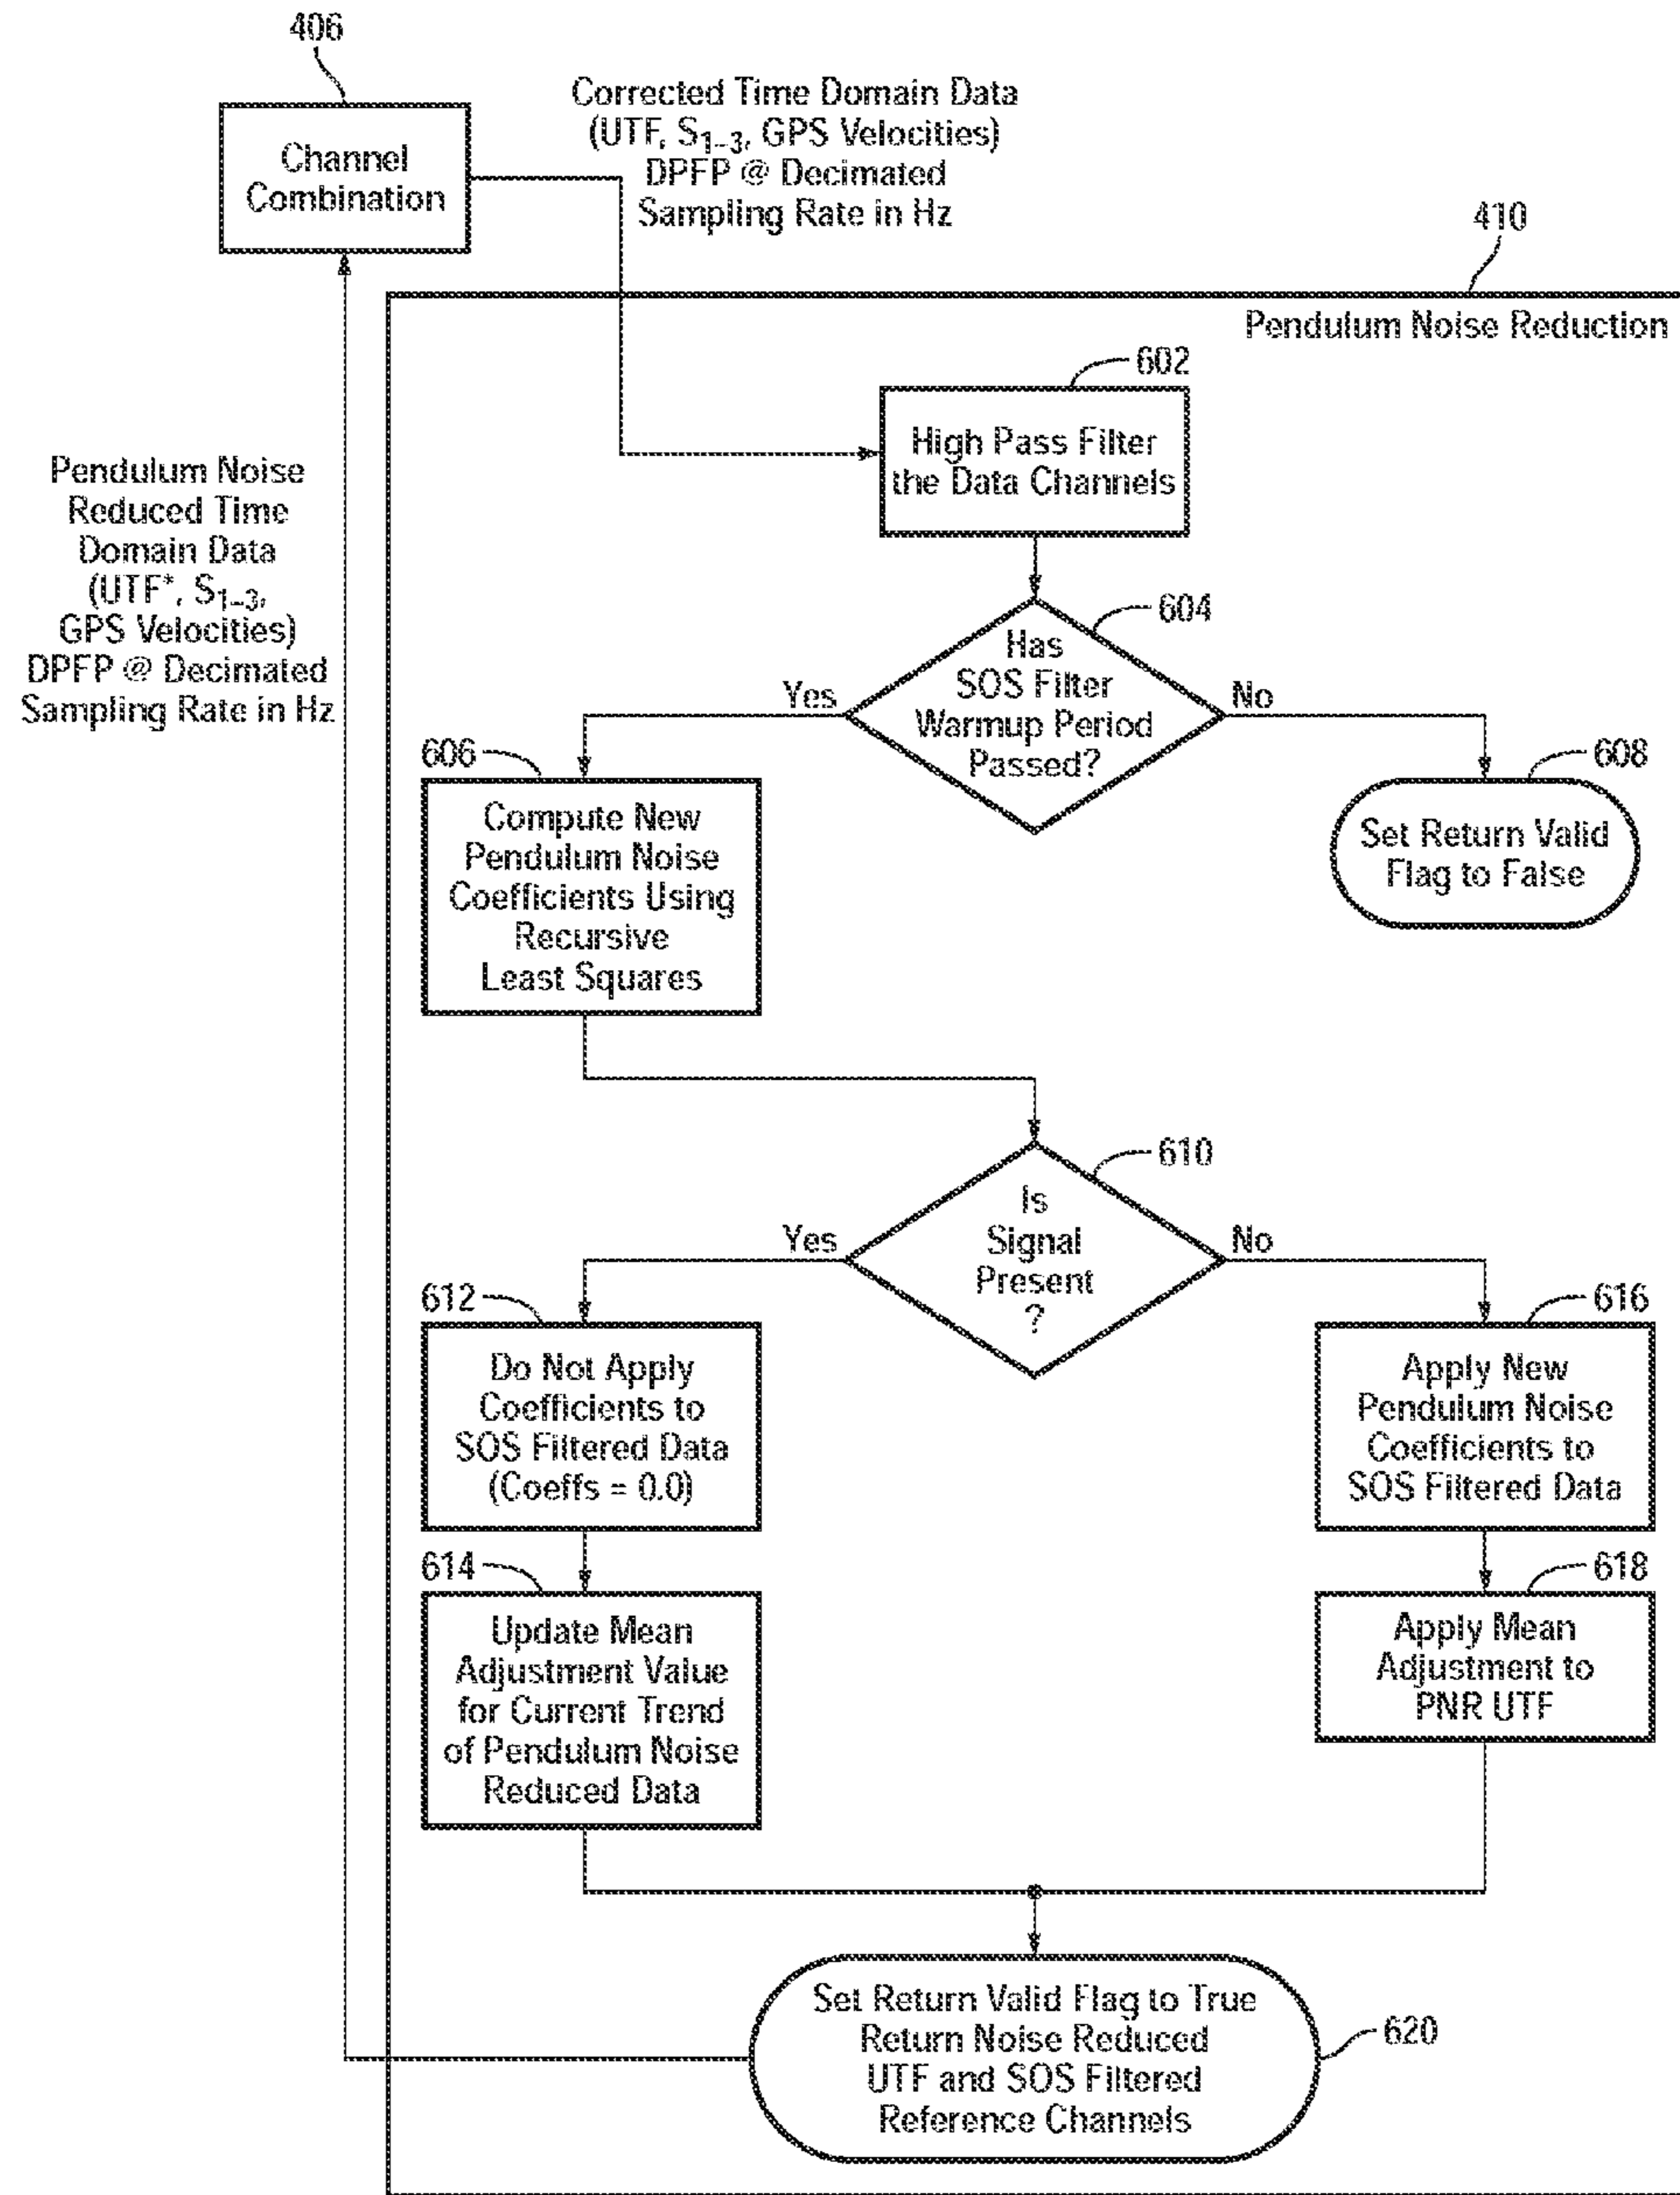 406
Channel
Combination
Corrected Time Domain Data
(UTF, S1–3, GPS Velocities)
DPFP @ Decimated
Sampling Rate in Hz
410
Pendulum Noise Reduction
602
High Pass Filter
the Data Channels
Pendulum Noise
Reduced Time
Domain Data
(UTF*, S1–3,
GPS Velocities)
DPFP @ Decimated
Sampling Rate in Hz
604
Has
SOS Filter
Warmup Period
Passed?
Yes
No
606
Compute New
Pendulum Noise
Coefficients Using
Recursive
Least Squares
608
Set Return Valid
Flag to False
610
Is
Signal
Present
?
Yes
No
612
Do Not Apply
Coefficients to
SOS Filtered Data
(Coeffs = 0.0)
616
Apply New
Pendulum Noise
Coefficients to
SOS Filtered Data
614
Update Mean
Adjustment Value
for Current Trend
of Pendulum Noise
Reduced Data
618
Apply Mean
Adjustment to
PNR UTF
Set Return Valid Flag to True
Return Noise Reduced
UTF and SOS Filtered
Reference Channels
620